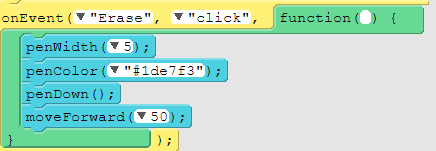 onEvent(▼"Erase", ▼"click", function() {
penWidth(▼5);
penColor(▼"#1de7f3");
penDown();
moveForward(▼50);
} );